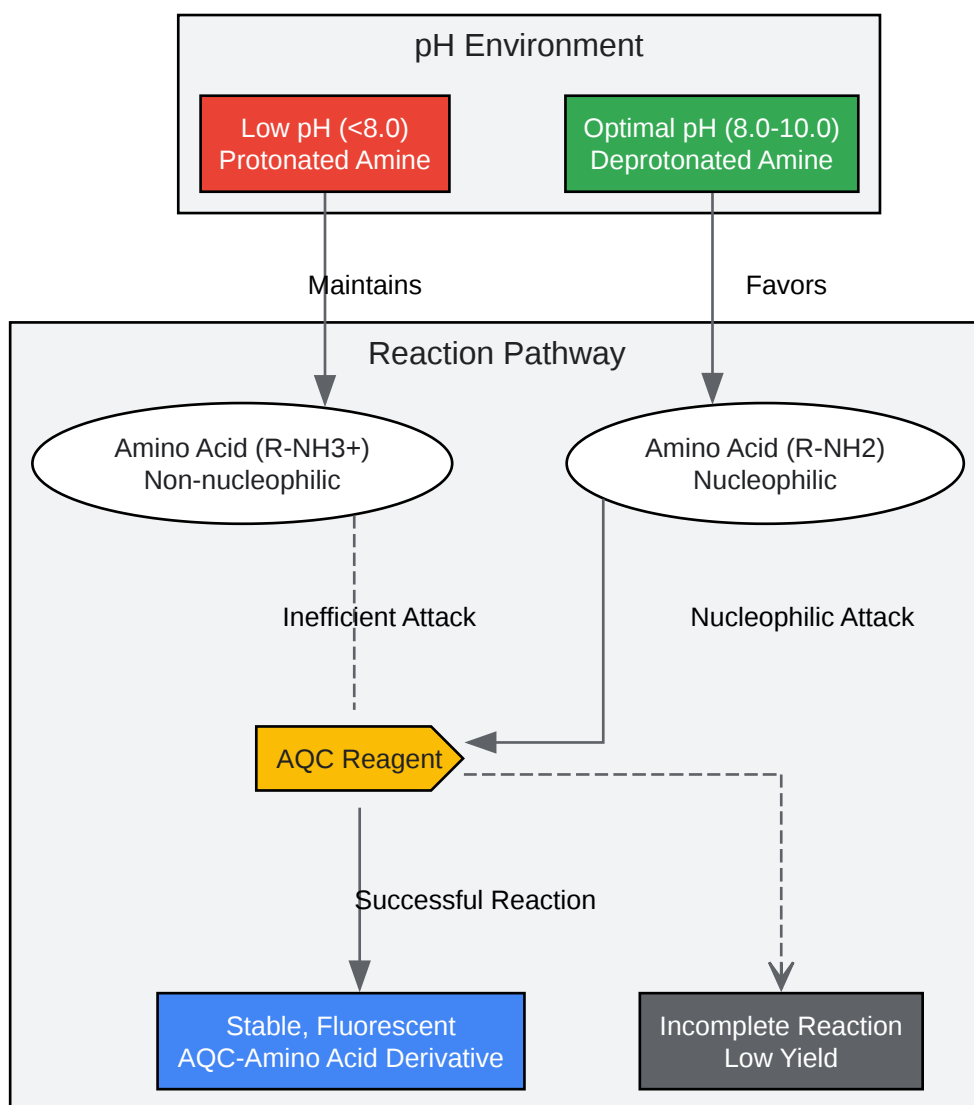 pH Environment
Low pH (<8.0)
Protonated Amine
Optimal pH (8.0-10.0)
Deprotonated Amine
Maintains
Favors
Reaction Pathway
Amino Acid (R-NH3+)
Non-nucleophilic
Amino Acid (R-NH2)
Nucleophilic
Inefficient Attack
Nucleophilic Attack
AQC Reagent
Successful Reaction
Stable, Fluorescent
AQC-Amino Acid Derivative
Incomplete Reaction
Low Yield